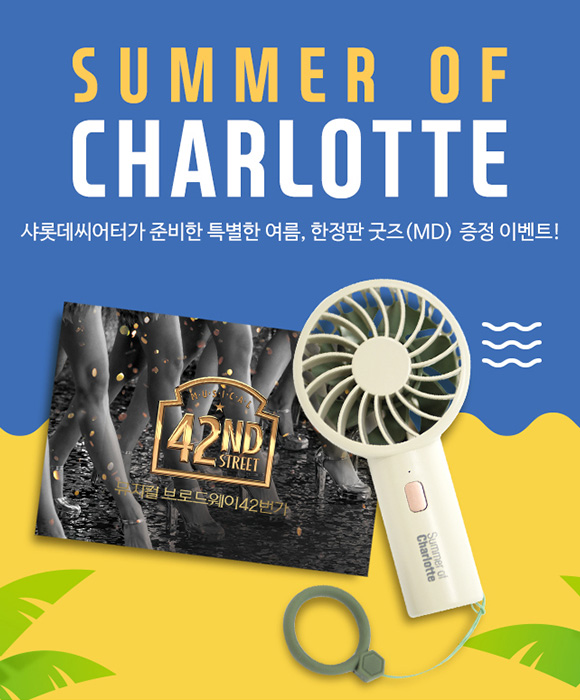 SUMMER OF
CHARLOTTE
샤롯데씨어터가 준비한 특별한 여름, 한정판 굿즈(MD) 증정 이벤트!
MUSICAL
42ND
STREET
뮤지컬 브로드웨이42번가
Summer of
Charlotte